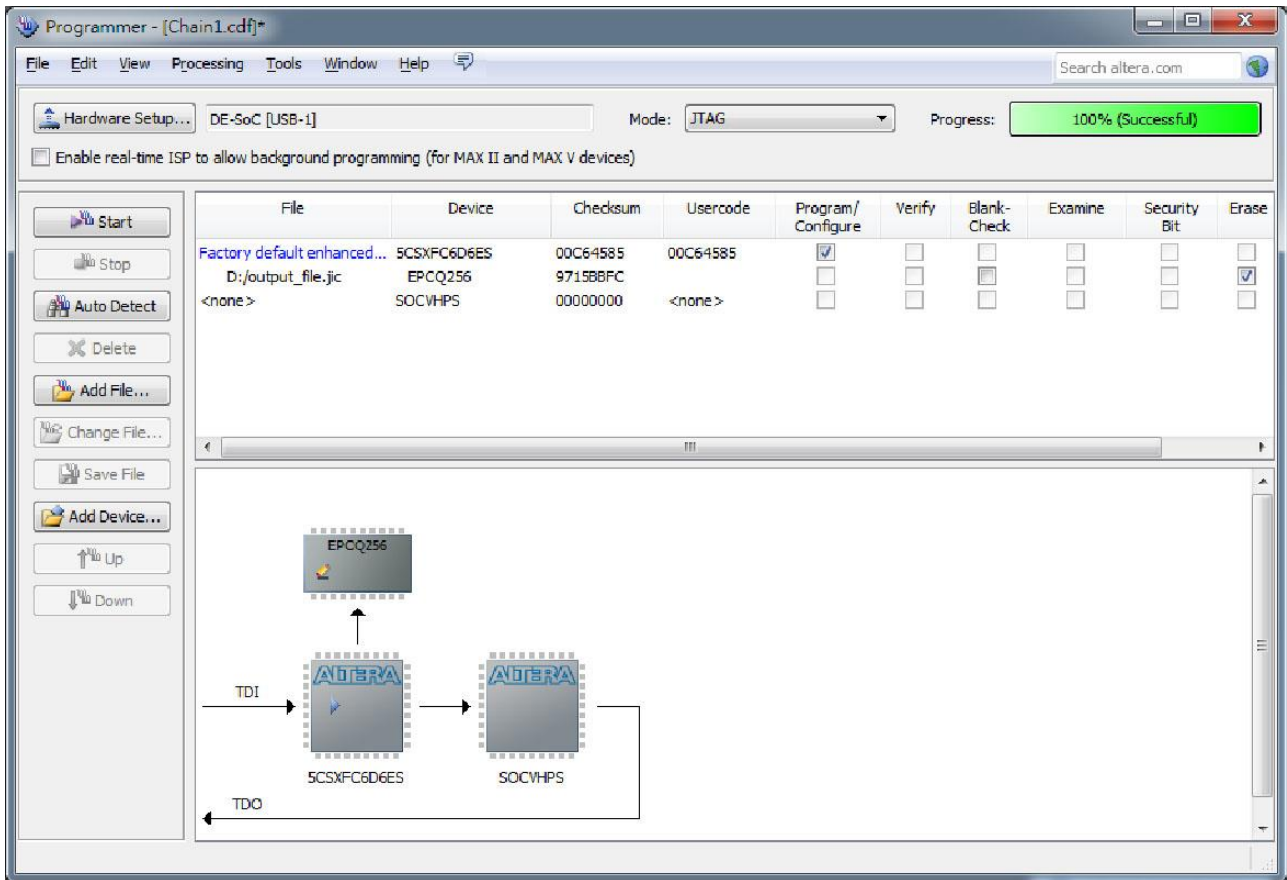 Programmer - [Chain1.cdf]*
File Edit View Processing Tools Window Help
Search altera.com
Hardware Setup... DE-SoC [USB-1] Mode: JTAG Progress: 100% (Successful)
Enable real-time ISP to allow background programming (for MAX II and MAX V devices)
Start
Stop
Auto Detect
Delete
Add File...
Change File...
Save File
Add Device...
Up
Down
File Device Checksum Usercode Program/ Configure Verify Blank- Check Examine Security Bit Erase
Factory default enhanced... 5CSXFC6D6ES 00C64585 00C64585
D:/output_file.jic EPCQ256 9715BBFC
<none> SOCVHPS 00000000 <none>
EPCQ256
ALTERA ALTERA
TDI
5CSXFC6D6ES SOCVHPS
TDO